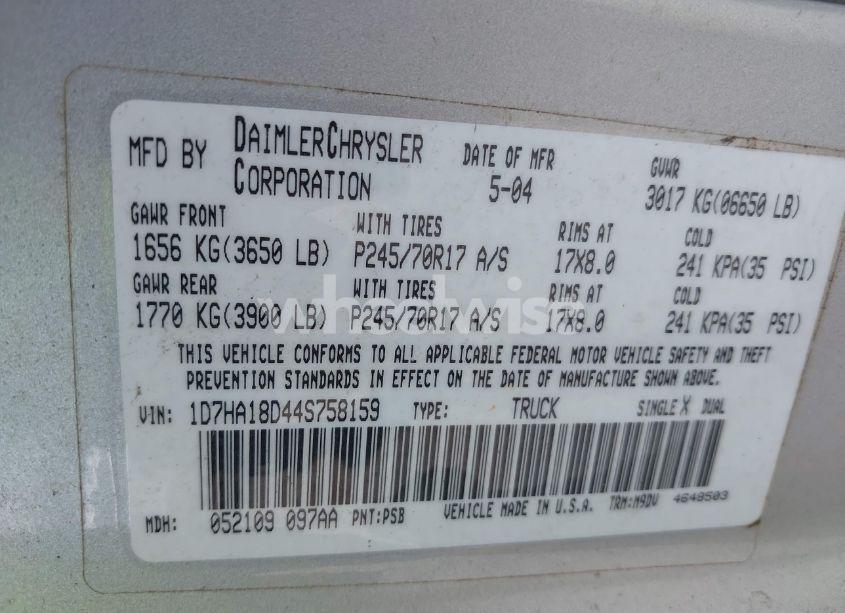 MFD BY DAIMLERCHRYSLER CORPORATION DATE OF MFR 5-04 GVWR 3017 KG(06650 LB)
GAWR FRONT WITH TIRES RIMS AT COLD
1656 KG(3650 LB) P245/70R17 A/S 17X8.0 241 KPA(35 PSI)
GAWR REAR WITH TIRES RIMS AT COLD
1770 KG(3900 LB) P245/70R17 A/S 17X8.0 241 KPA(35 PSI)
THIS VEHICLE CONFORMS TO ALL APPLICABLE FEDERAL MOTOR VEHICLE SAFETY AND THEFT
PREVENTION STANDARDS IN EFFECT ON THE DATE OF MANUFACTURE SHOWN ABOVE.
VIN: 1D7HA18D44S758159 TYPE: TRUCK SINGLE X DUAL
MDH: 052109 097AA PNT:PSB VEHICLE MADE IN U.S.A. TRM:M9DV 4648503